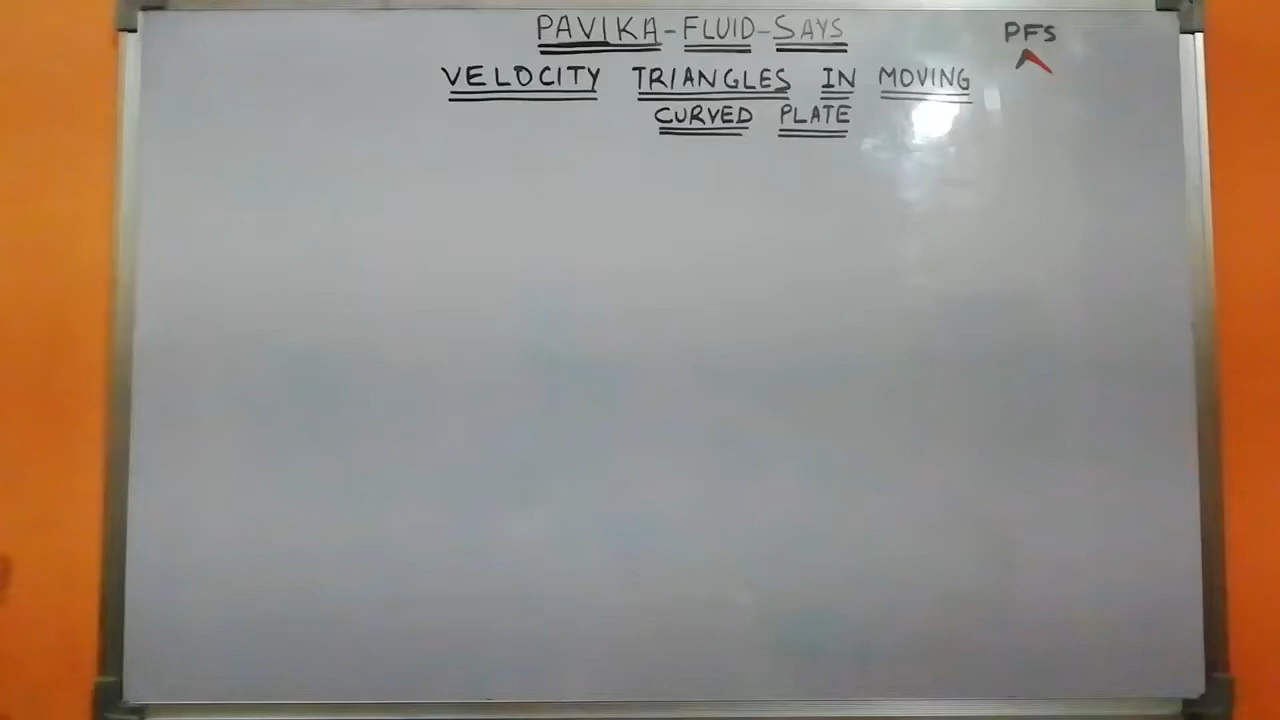 PAVIKA-FLUID-SAYS
PFS
VELOCITY TRIANGLES IN MOVING
CURVED PLATE